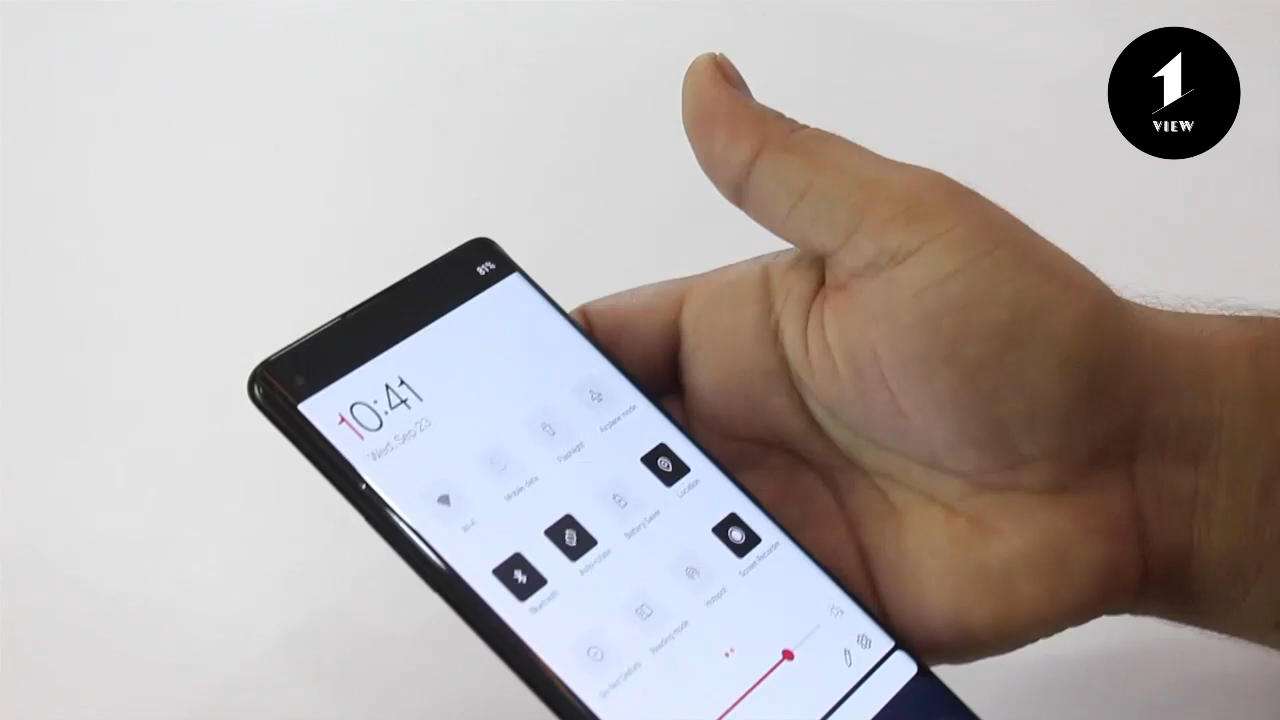 1
VIEW
81%
10:41
Wed, Sep 23
Airplane mode
Flashlight
Mobile data
Wi-Fi
Location
Battery Saver
Auto-rotate
Bluetooth
Screen Recorder
Hotspot
Reading mode